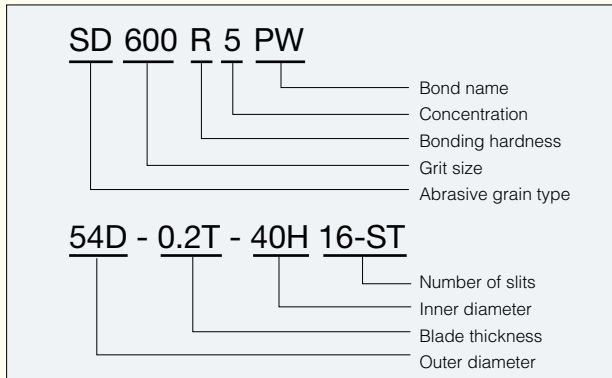 SD 600 R 5 PW
Bond name
Concentration
Bonding hardness
Grit size
Abrasive grain type
54D - 0.2T - 40H 16-ST
Number of slits
Inner diameter
Blade thickness
Outer diameter